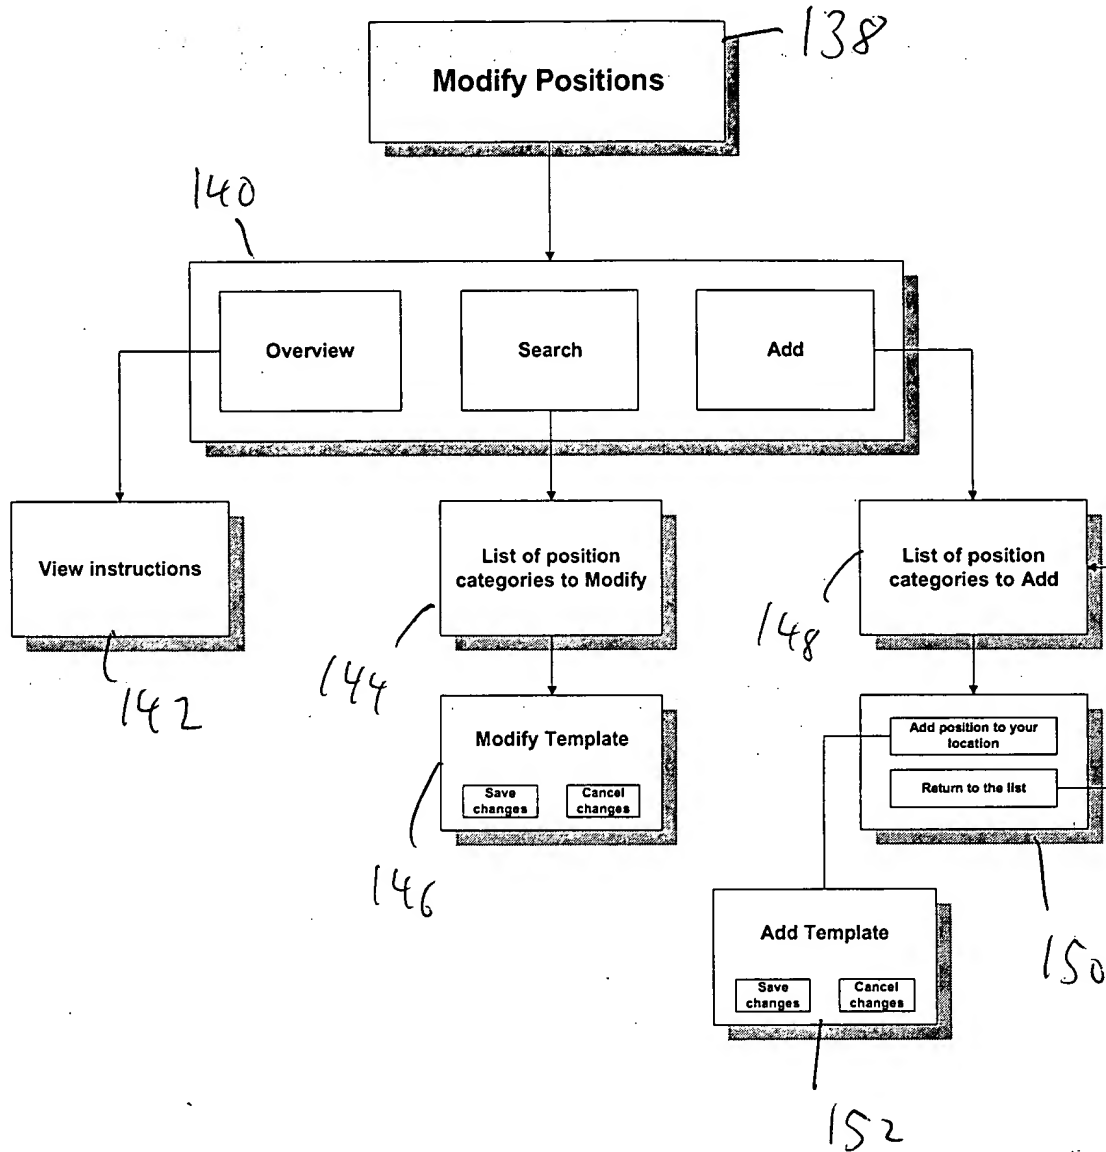 138
Modify Positions
140
Overview
Search
Add
View instructions
List of position
categories to Modify
List of position
categories to Add
142
144
148
Modify Template
Save
changes
Cancel
changes
Add position to your
location
Return to the list
146
150
Add Template
Save
changes
Cancel
changes
152